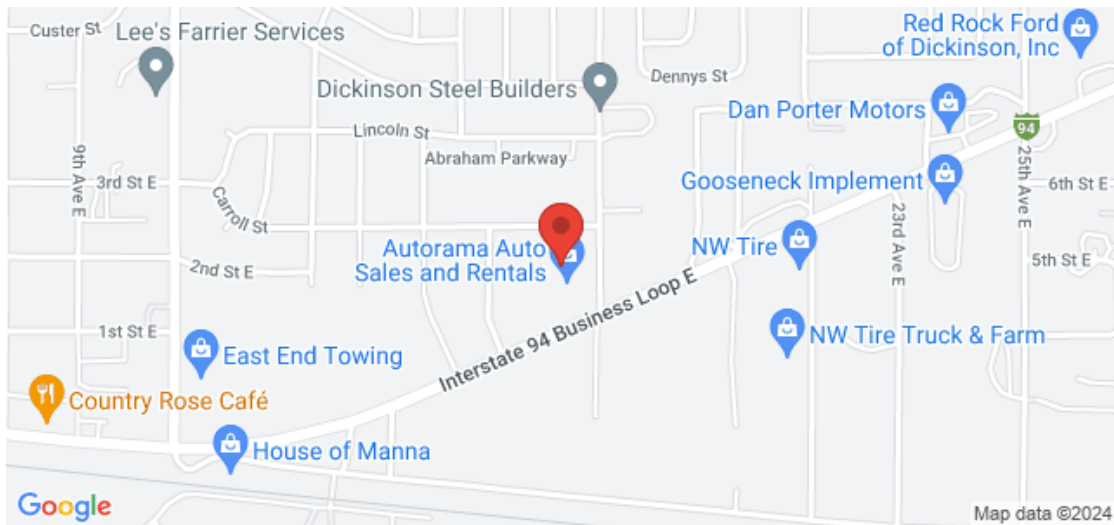 Custer St
Lee's Farrier Services
Red Rock Ford
of Dickinson, Inc
Dennys St
Dickinson Steel Builders
Dan Porter Motors
Lincoln St
94
Abraham Parkway
9th Ave E
25th Ave E
3rd St E
Gooseneck Implement
6th St E
Carroll St
23rd Ave E
Autorama Auto
Sales and Rentals
NW Tire
2nd St E
5th St E
Interstate 94 Business Loop E
1st St E
East End Towing
NW Tire Truck & Farm
Country Rose Café
House of Manna
Google
Map data ©2024